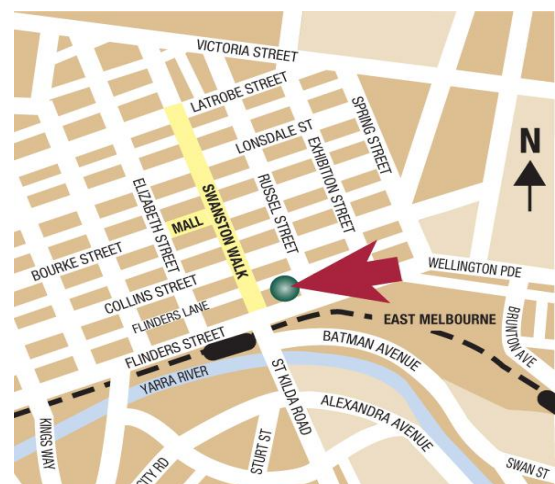 VICTORIA STREET
LATROBE STREET
SPRING STREET
LONSDALE ST
EXHIBITION STREET
N
RUSSEL STREET
SWANSTON WALK
ELIZABETH STREET
MALL
BOURKE STREET
WELLINGTON PDE
COLLINS STREET
FLINDERS LANE
EAST MELBOURNE
BRUNTON AVE
FLINDERS STREET
BATMAN AVENUE
YARRA RIVER
ST KILDA ROAD
ALEXANDRA AVENUE
KINGS WAY
STURT ST
CITY RD
SWAN ST